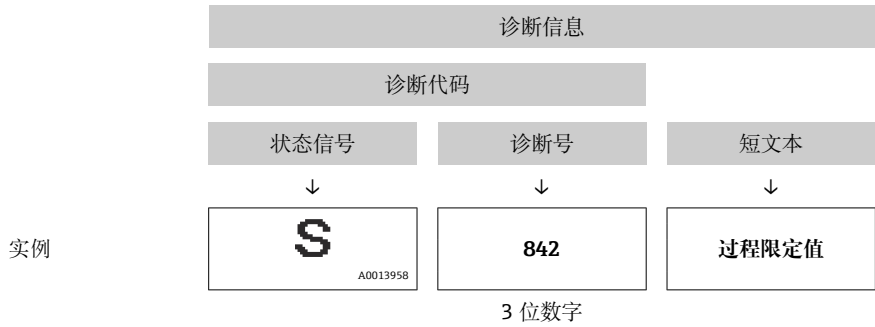 诊断信息
诊断代码
状态信号 诊断号 短文本
↓ ↓ ↓
实例 S 842 过程限定值
A0013958
3 位数字